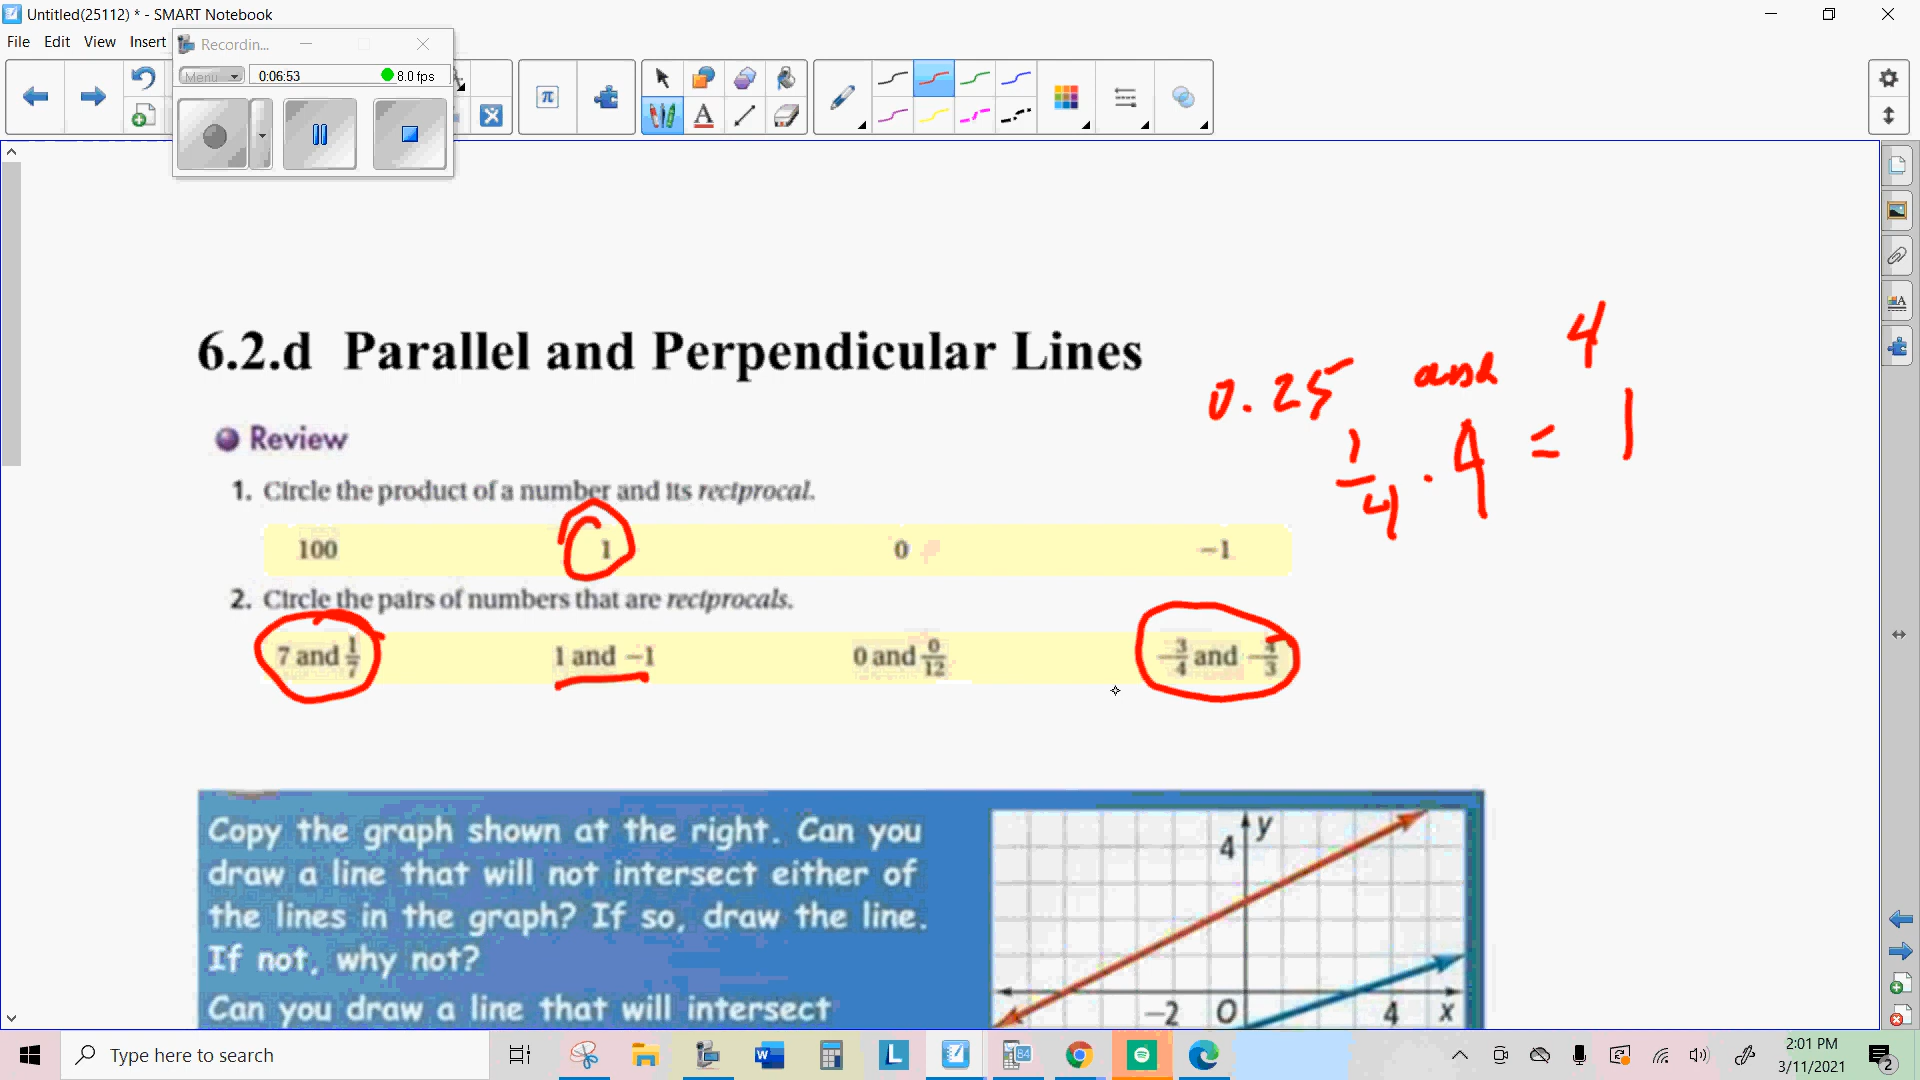 Untitled(25112) * - SMART Notebook
File Edit View Insert
Recordin...
Menu
0:06:53
8.0 fps
π
A
6.2.d Parallel and Perpendicular Lines
0.25 and 4
1/4 · 4 = 1
Review
1. Circle the product of a number and its reciprocal.
100 1 0 −1
2. Circle the pairs of numbers that are reciprocals.
7 and 1/7 1 and −1 0 and 0/12 −3/4 and −4/3
Copy the graph shown at the right. Can you
draw a line that will not intersect either of
the lines in the graph? If so, draw the line.
If not, why not?
Can you draw a line that will intersect
y
4
−2 O 4 x
Type here to search
W
L
84
2:01 PM
3/11/2021
2